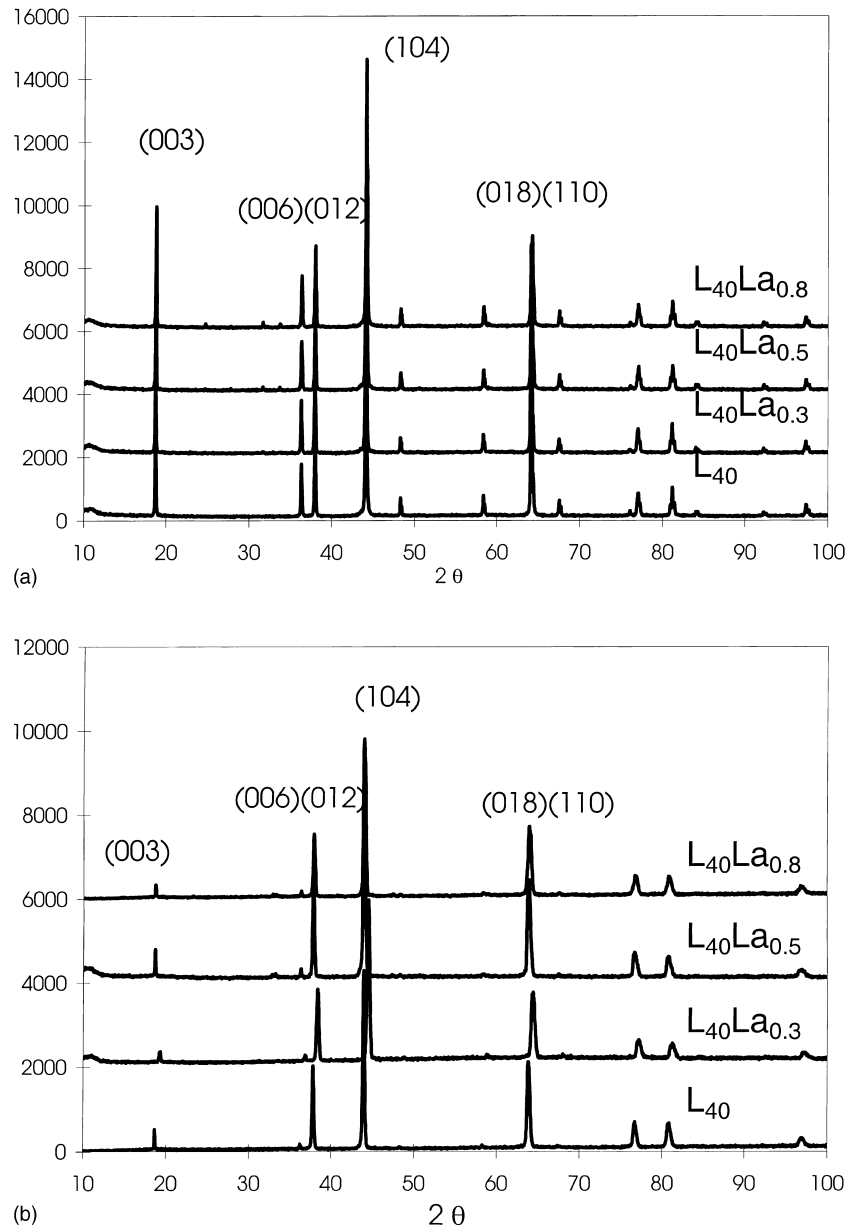 16000
(104)
14000
(003)
12000
(006)(012)
(018)(110)
10000
8000
L₄₀La₀.₈
6000
L₄₀La₀.₅
4000
L₄₀La₀.₃
2000
L₄₀
0
10 20 30 40 50 60 70 80 90 100
(a)
2 θ
12000
(104)
10000
(006)(012)
(018)(110)
8000
(003)
L₄₀La₀.₈
6000
L₄₀La₀.₅
4000
L₄₀La₀.₃
2000
L₄₀
0
10 20 30 40 50 60 70 80 90 100
(b)
2 θ